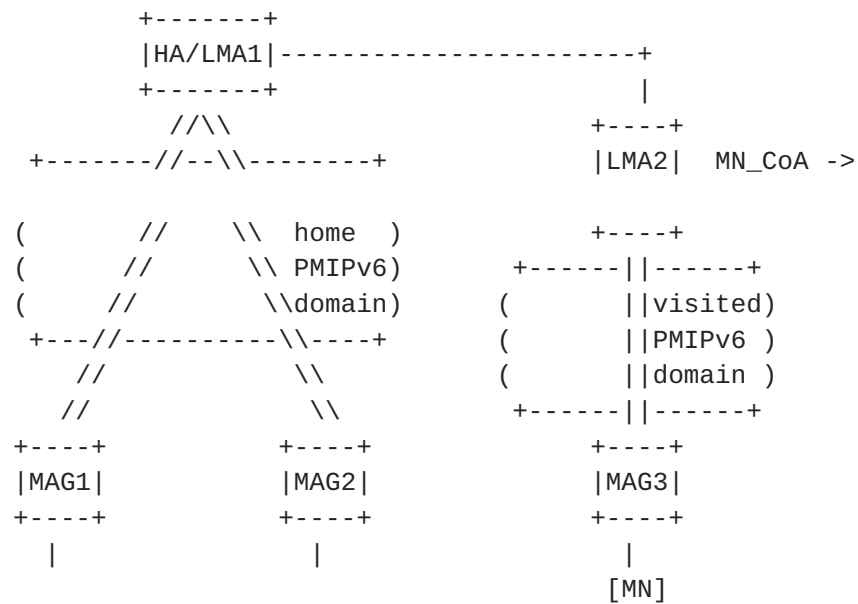 +-------+
|HA/LMA1|-----------------------+
+-------+                       |
//\\                        +----+
+-------//--\\--------+             |LMA2|  MN_CoA ->
(       //    \\  home  )           +----+
(      //      \\ PMIPv6)      +------||------+
(     //        \\domain)     (       ||visited)
+---//----------\\----+      (       ||PMIPv6 )
//            \\          (       ||domain )
//              \\          +------||------+
+----+          +----+             +----+
|MAG1|          |MAG2|             |MAG3|
+----+          +----+             +----+
|               |                  |
[MN]